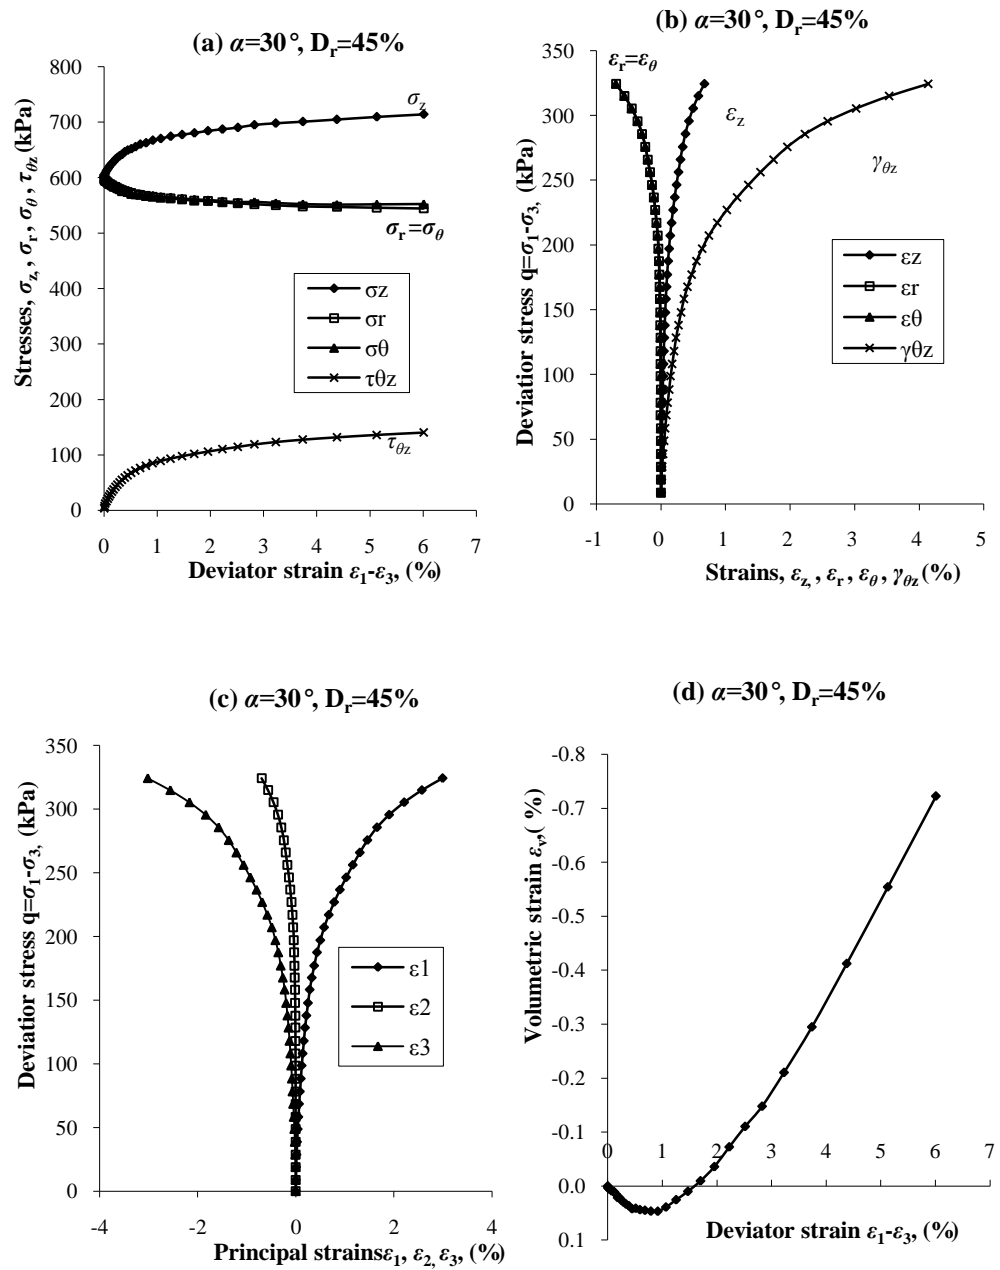 (a) α=30°, Dr=45%
800
700
600
500
400
300
200
100
0
0 1 2 3 4 5 6 7
Stresses, σz, , σr, σθ, τθz (kPa)
Deviator strain ε1-ε3, (%)
σz
σr=σθ
τθz
σz
σr
σθ
τθz
(b) α=30°, Dr=45%
350
300
250
200
150
100
50
0
-1 0 1 2 3 4 5
Deviatior stress q=σ1-σ3, (kPa)
Strains, εz, , εr , εθ , γθz (%)
εr=εθ
εz
γθz
εz
εr
εθ
γθz
(c) α=30°, Dr=45%
350
300
250
200
150
100
50
0
-4 -2 0 2 4
Deviatior stress q=σ1-σ3, (kPa)
Principal strainsε1, ε2, ε3, (%)
ε1
ε2
ε3
(d) α=30°, Dr=45%
-0.8
-0.7
-0.6
-0.5
-0.4
-0.3
-0.2
-0.1
0.0
0.1
0 1 2 3 4 5 6 7
Volumetric strain εv,( %)
Deviator strain ε1-ε3, (%)